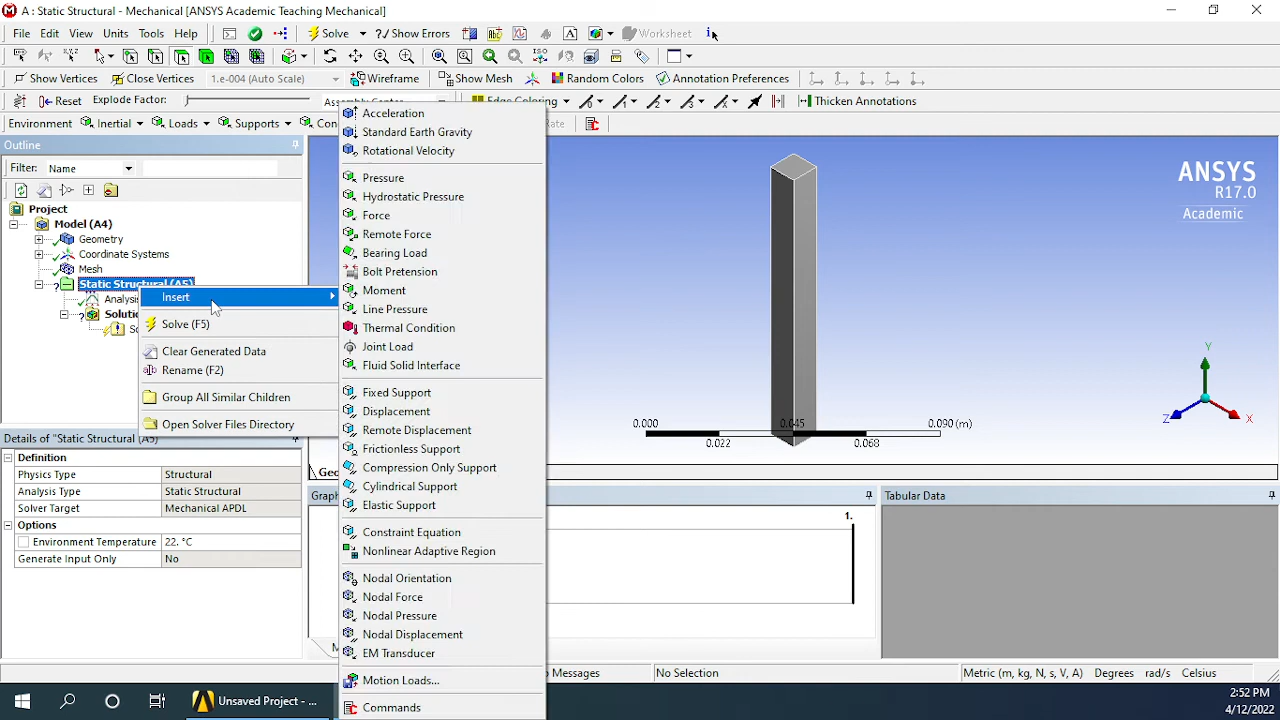 A : Static Structural - Mechanical [ANSYS Academic Teaching Mechanical]
File Edit View Units Tools Help Solve ?/ Show Errors Worksheet
Show Vertices Close Vertices 1.e-004 (Auto Scale) Wireframe Show Mesh Random Colors Annotation Preferences
Reset Explode Factor: Assembly Center Edge Coloring Thicken Annotations
Environment Inertial Loads Supports
Outline
Filter: Name
Project
Model (A4)
Geometry
Coordinate Systems
Mesh
Static Structural (A5)
Insert
Solve (F5)
Clear Generated Data
Rename (F2)
Group All Similar Children
Open Solver Files Directory
Acceleration
Standard Earth Gravity
Rotational Velocity
Pressure
Hydrostatic Pressure
Force
Remote Force
Bearing Load
Bolt Pretension
Moment
Line Pressure
Thermal Condition
Joint Load
Fluid Solid Interface
Fixed Support
Displacement
Remote Displacement
Frictionless Support
Compression Only Support
Cylindrical Support
Elastic Support
Constraint Equation
Nonlinear Adaptive Region
Nodal Orientation
Nodal Force
Nodal Pressure
Nodal Displacement
EM Transducer
Motion Loads...
Commands
ANSYS
R17.0
Academic
Y
Z X
0.000 0.045 0.090 (m)
0.022 0.068
Details of "Static Structural (A5)"
Definition
Physics Type Structural
Analysis Type Static Structural
Solver Target Mechanical APDL
Options
Environment Temperature 22. °C
Generate Input Only No
Tabular Data
1.
Messages No Selection Metric (m, kg, N, s, V, A) Degrees rad/s Celsius
Unsaved Project - ...
2:52 PM
4/12/2022